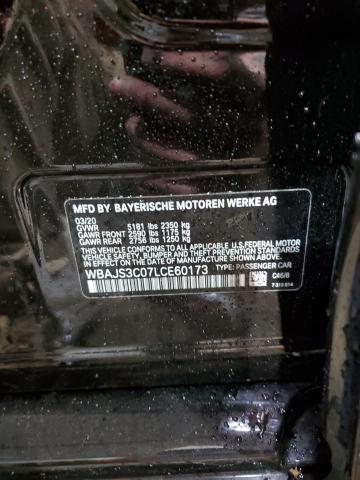 MFD BY BAYERISCHE MOTOREN WERKE AG
03/20
GVWR 5181 lbs 2350 kg
GAWR FRONT 2590 lbs 1175 kg
GAWR REAR 2756 lbs 1250 kg
THIS VEHICLE CONFORMS TO ALL APPLICABLE U.S. FEDERAL MOTOR
VEHICLE SAFETY, BUMPER AND THEFT PREVENTION STANDARDS
IN EFFECT ON THE DATE OF MANUFACTURE SHOWN ABOVE.
WBAJS3C07LCE60173 TYPE: PASSENGER CAR
C46/8